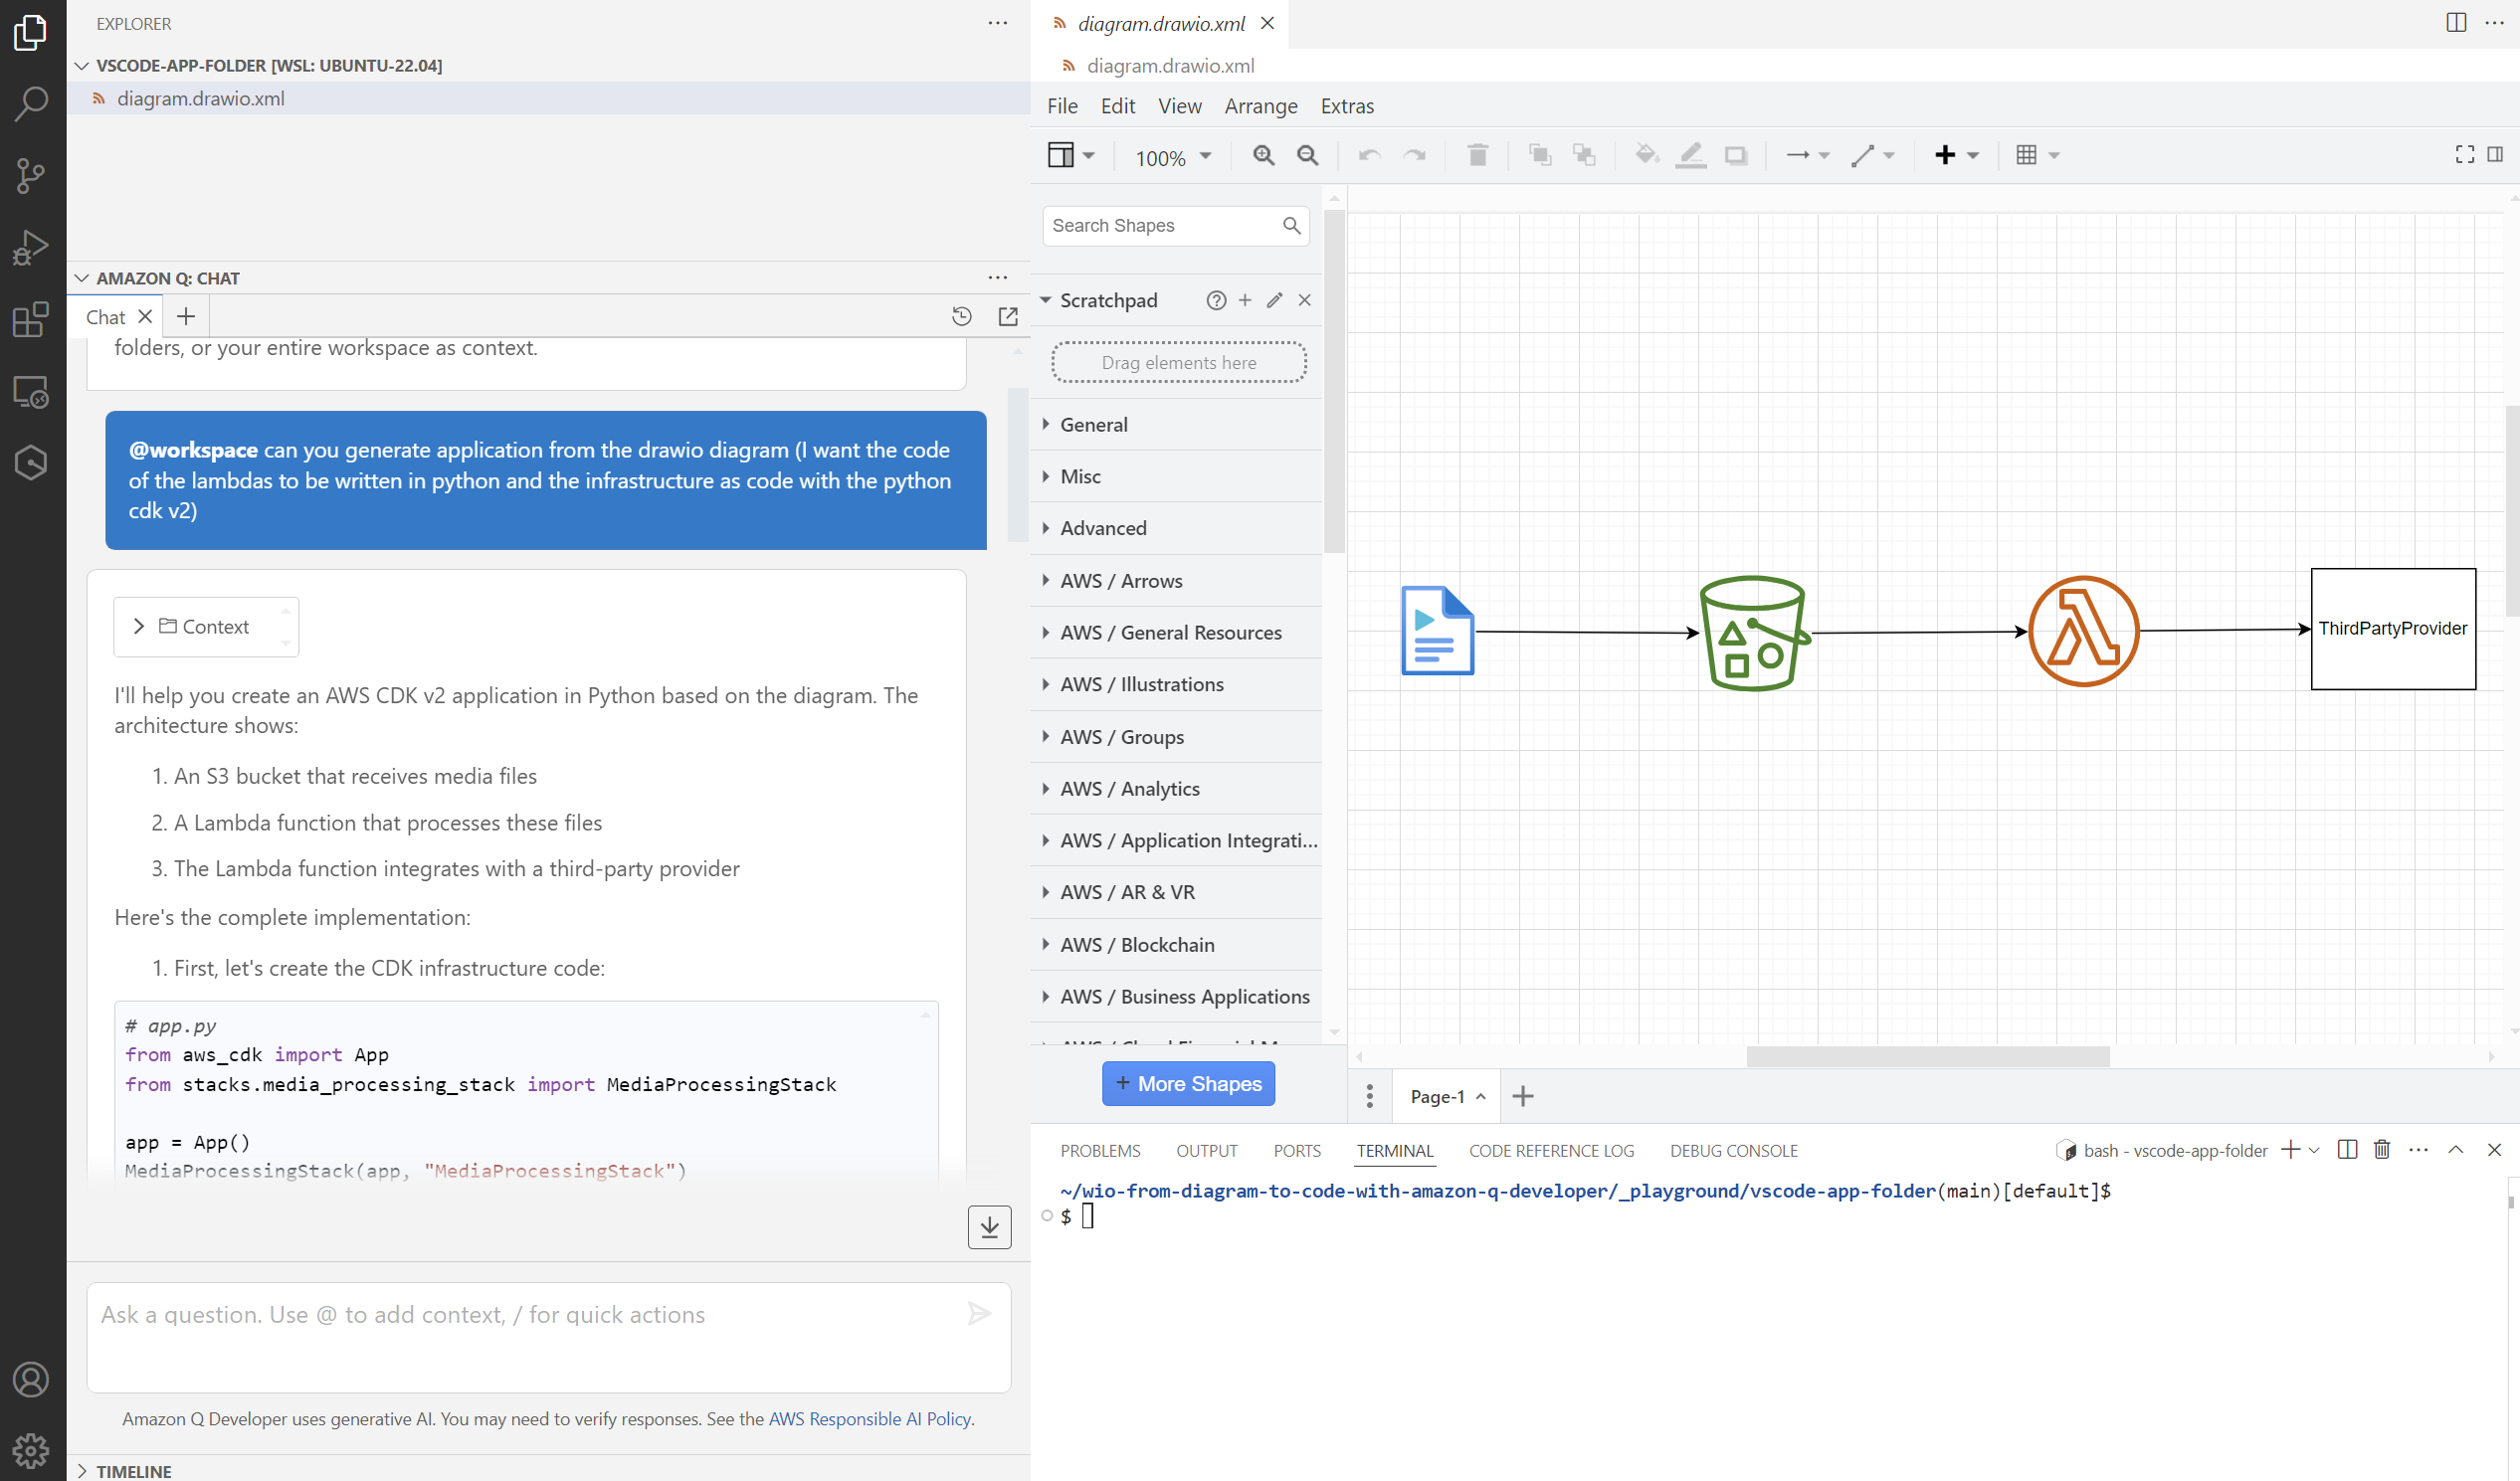 EXPLORER
VSCODE-APP-FOLDER [WSL: UBUNTU-22.04]
diagram.drawio.xml
AMAZON Q: CHAT
Chat
folders, or your entire workspace as context.
@workspace can you generate application from the drawio diagram (I want the code
of the lambdas to be written in python and the infrastructure as code with the python
cdk v2)
Context
I'll help you create an AWS CDK v2 application in Python based on the diagram. The
architecture shows:
1. An S3 bucket that receives media files
2. A Lambda function that processes these files
3. The Lambda function integrates with a third-party provider
Here's the complete implementation:
1. First, let's create the CDK infrastructure code:
# app.py
from aws_cdk import App
from stacks.media_processing_stack import MediaProcessingStack
app = App()
MediaProcessingStack(app, "MediaProcessingStack")
Ask a question. Use @ to add context, / for quick actions
Amazon Q Developer uses generative AI. You may need to verify responses. See the AWS Responsible AI Policy.
TIMELINE
diagram.drawio.xml
diagram.drawio.xml
File Edit View Arrange Extras
100%
Search Shapes
Scratchpad
Drag elements here
General
Misc
Advanced
AWS / Arrows
AWS / General Resources
AWS / Illustrations
AWS / Groups
AWS / Analytics
AWS / Application Integrati...
AWS / AR & VR
AWS / Blockchain
AWS / Business Applications
+ More Shapes
ThirdPartyProvider
Page-1
PROBLEMS OUTPUT PORTS TERMINAL CODE REFERENCE LOG DEBUG CONSOLE
bash - vscode-app-folder
~/wio-from-diagram-to-code-with-amazon-q-developer/_playground/vscode-app-folder(main)[default]$
$